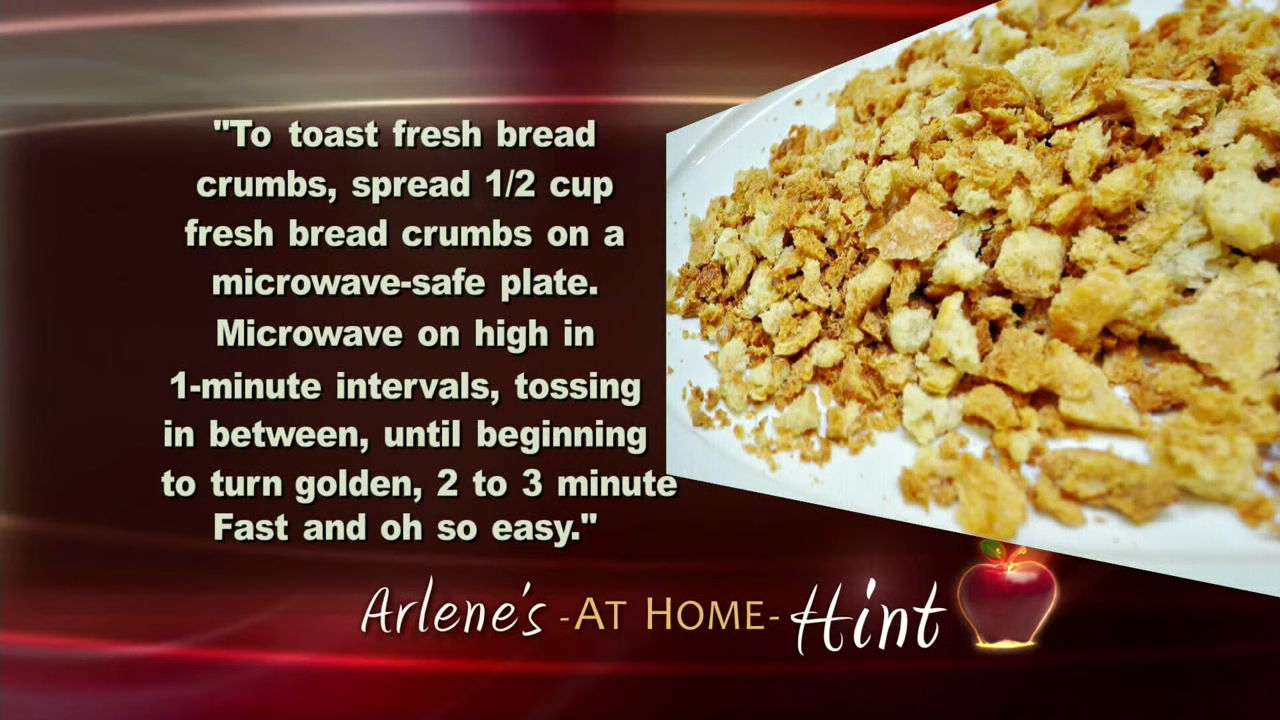 "To toast fresh bread
crumbs, spread 1/2 cup
fresh bread crumbs on a
microwave-safe plate.
Microwave on high in
1-minute intervals, tossing
in between, until beginning
to turn golden, 2 to 3 minute
Fast and oh so easy."
Arlene's -AT HOME- Hint